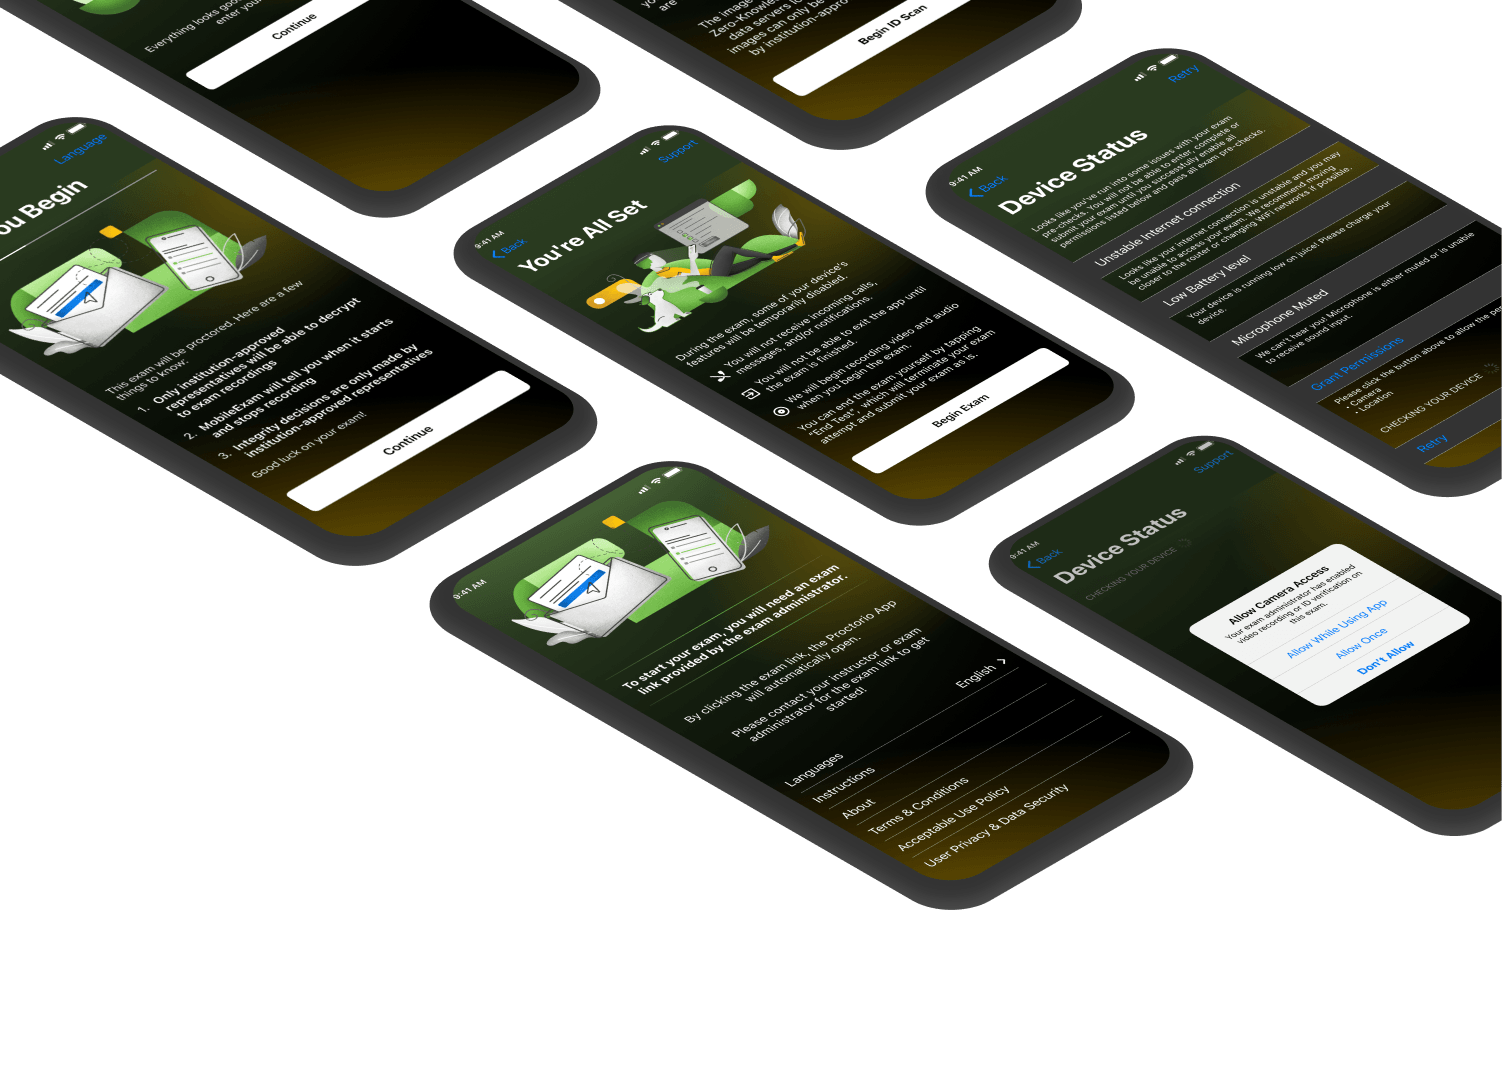 Everything looks good
enter your
Continue
The image
Zero-Knowle
data servers lo
images can only be
by institution-appro
are
Begin ID Scan
Language
ou Begin
This exam will be proctored. Here are a few
things to know:
1. Only institution-approved
representatives will be able to decrypt
to exam recordings
2. MobileExam will tell you when it starts
and stops recording
3. Integrity decisions are only made by
institution-approved representatives
Good luck on your exam!
Continue
9:41 AM
Back
Support
You're All Set
During the exam, some of your device's
features will be temporarily disabled.
You will not receive incoming calls,
messages, and/or notifications.
You will not be able to exit the app until
the exam is finished.
We will begin recording video and audio
when you begin the exam.
You can end the exam yourself by tapping
"End Test", which will terminate your exam
attempt and submit your exam as is.
Begin Exam
9:41 AM
Back
Retry
Device Status
Looks like you've run into some issues with your exam
pre-checks. You will not be able to enter, complete or
submit your exam until you successfully enable all
permissions listed below and pass all exam pre-checks.
Unstable Internet connection
Looks like your internet connection is unstable and you may
be unable to access your exam. We recommend moving
closer to the router or changing WiFi networks if possible.
Low Battery level
Your device is running low on juice! Please charge your
device.
Microphone Muted
We can't hear you! Microphone is either muted or is unable
to receive sound input.
Grant Permissions
Please click the button above to allow the pe
• Camera
• Location
CHECKING YOUR DEVICE
Retry
9:41 AM
To start your exam, you will need an exam
link provided by the exam administrator.
By clicking the exam link, the Proctorio App
will automatically open.
Please contact your instructor or exam
administrator for the exam link to get
started!
Languages
English
Instructions
About
Terms & Conditions
Acceptable Use Policy
User Privacy & Data Security
9:41 AM
Back
Support
Device Status
CHECKING YOUR DEVICE
Allow Camera Access
Your exam administrator has enabled
video recording or ID verification on
this exam.
Allow While Using App
Allow Once
Don't Allow